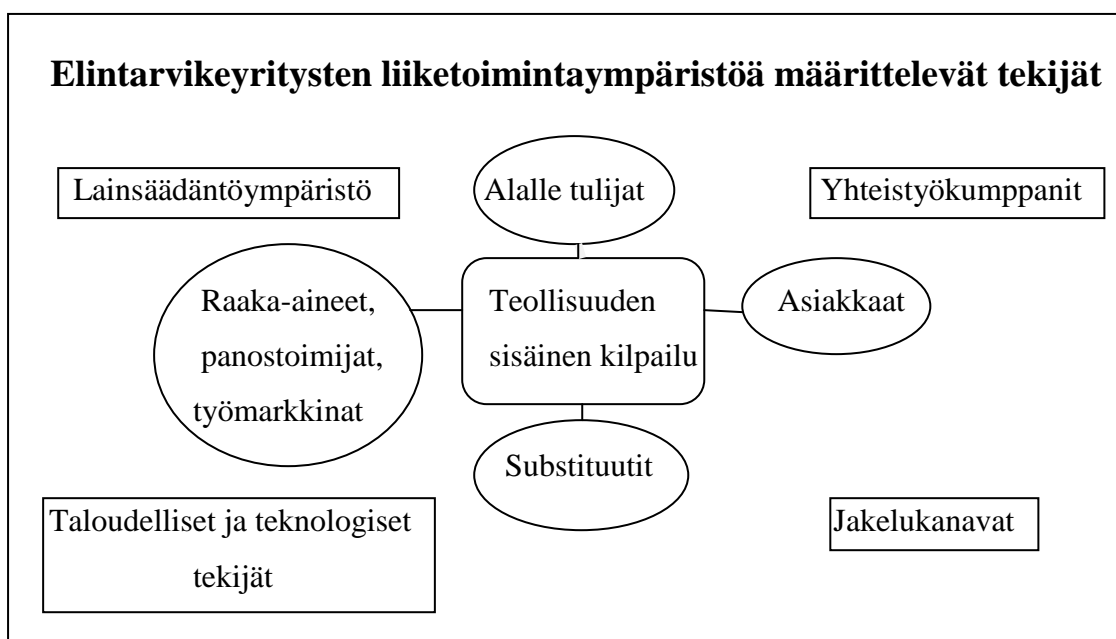 Elintarvikeyritysten liiketoimintaympäristöä määrittelevät tekijät
Lainsäädäntöympäristö
Alalle tulijat
Yhteistyökumppanit
Raaka-aineet,
panostoimijat,
työmarkkinat
Teollisuuden
sisäinen kilpailu
Asiakkaat
Substituutit
Taloudelliset ja teknologiset
tekijät
Jakelukanavat